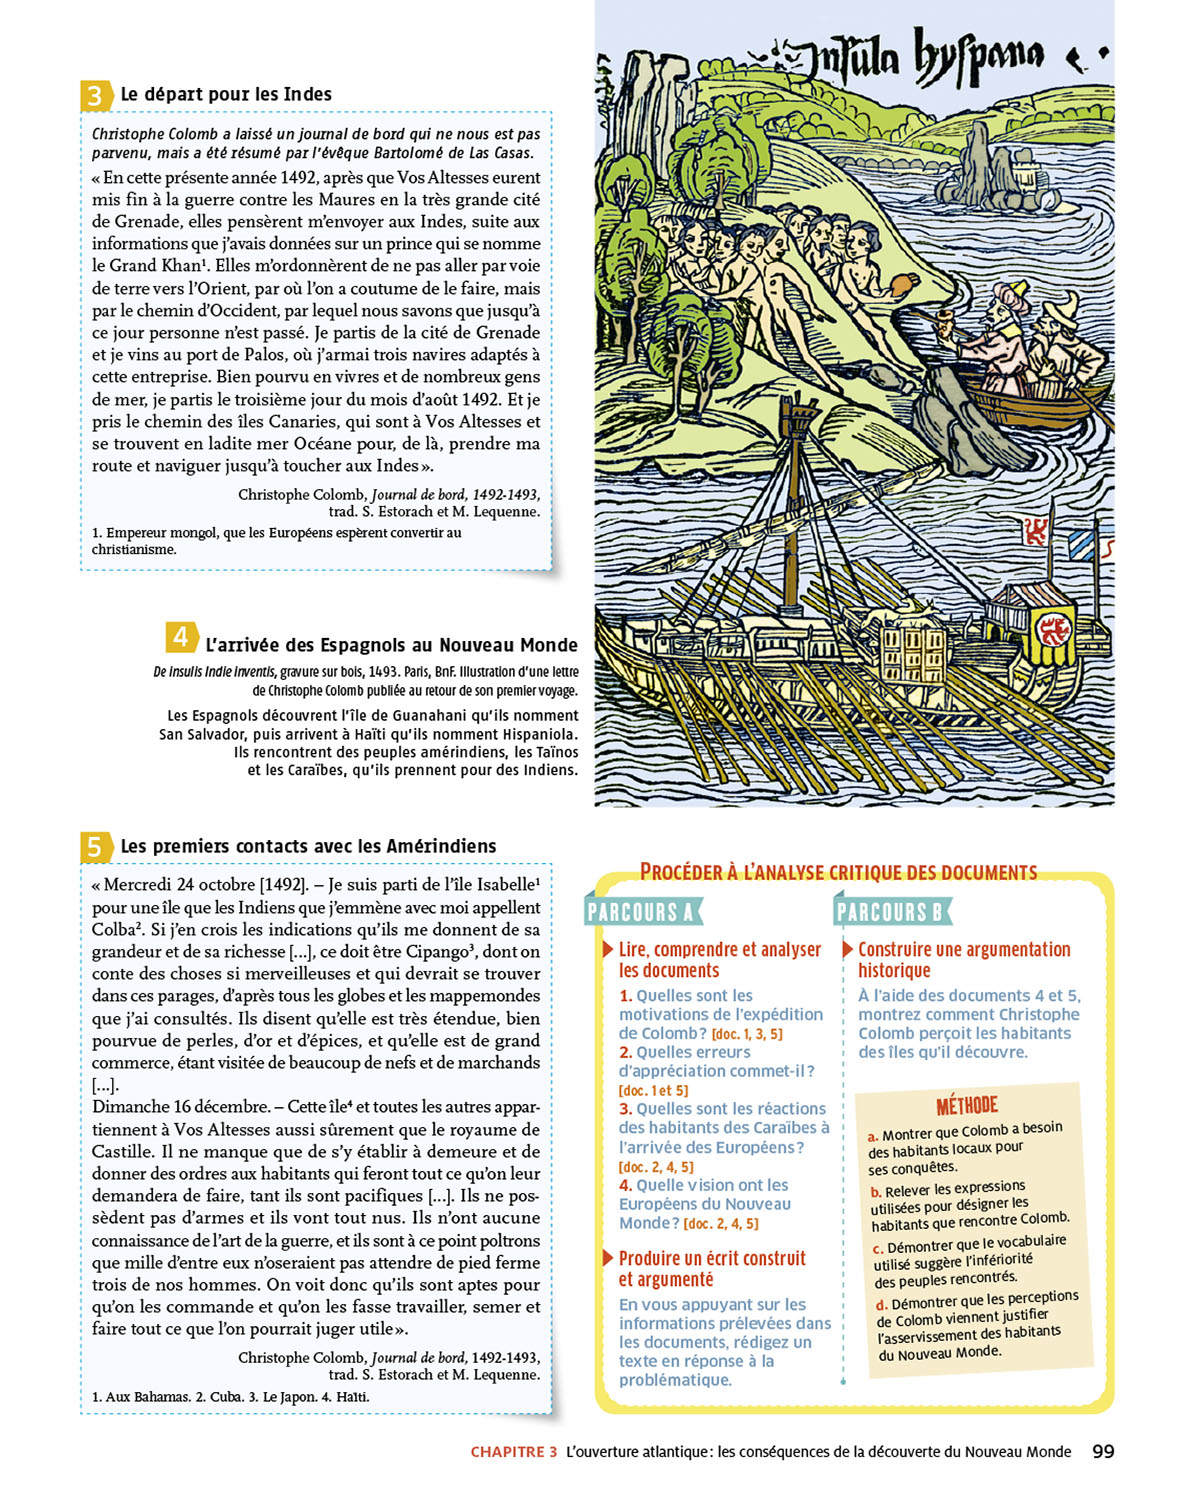 Insula hyspana
3 Le départ pour les Indes
Christophe Colomb a laissé un journal de bord qui ne nous est pas
parvenu, mais a été résumé par l'évêque Bartolomé de Las Casas.
« En cette présente année 1492, après que Vos Altesses eurent
mis fin à la guerre contre les Maures en la très grande cité
de Grenade, elles pensèrent m'envoyer aux Indes, suite aux
informations que j'avais données sur un prince qui se nomme
le Grand Khan¹. Elles m'ordonnèrent de ne pas aller par voie
de terre vers l'Orient, par où l'on a coutume de le faire, mais
par le chemin d'Occident, par lequel nous savons que jusqu'à
ce jour personne n'est passé. Je partis de la cité de Grenade
et je vins au port de Palos, où j'armai trois navires adaptés à
cette entreprise. Bien pourvu en vivres et de nombreux gens
de mer, je partis le troisième jour du mois d'août 1492. Et je
pris le chemin des îles Canaries, qui sont à Vos Altesses et
se trouvent en ladite mer Océane pour, de là, prendre ma
route et naviguer jusqu'à toucher aux Indes ».
Christophe Colomb, Journal de bord, 1492-1493,
trad. S. Estorach et M. Lequenne.
1. Empereur mongol, que les Européens espèrent convertir au
christianisme.
4 L'arrivée des Espagnols au Nouveau Monde
De insulis Indie inventis, gravure sur bois, 1493. Paris, BnF. Illustration d'une lettre
de Christophe Colomb publiée au retour de son premier voyage.
Les Espagnols découvrent l'île de Guanahani qu'ils nomment
San Salvador, puis arrivent à Haïti qu'ils nomment Hispaniola.
Ils rencontrent des peuples amérindiens, les Taïnos
et les Caraïbes, qu'ils prennent pour des Indiens.
5 Les premiers contacts avec les Amérindiens
« Mercredi 24 octobre [1492]. – Je suis parti de l'île Isabelle¹
pour une île que les Indiens que j'emmène avec moi appellent
Colba². Si j'en crois les indications qu'ils me donnent de sa
grandeur et de sa richesse [...], ce doit être Cipango³, dont on
conte des choses si merveilleuses et qui devrait se trouver
dans ces parages, d'après tous les globes et les mappemondes
que j'ai consultés. Ils disent qu'elle est très étendue, bien
pourvue de perles, d'or et d'épices, et qu'elle est de grand
commerce, étant visitée de beaucoup de nefs et de marchands
[...].
Dimanche 16 décembre. – Cette île⁴ et toutes les autres appar-
tiennent à Vos Altesses aussi sûrement que le royaume de
Castille. Il ne manque que de s'y établir à demeure et de
donner des ordres aux habitants qui feront tout ce qu'on leur
demandera de faire, tant ils sont pacifiques [...]. Ils ne pos-
sèdent pas d'armes et ils vont tout nus. Ils n'ont aucune
connaissance de l'art de la guerre, et ils sont à ce point poltrons
que mille d'entre eux n'oseraient pas attendre de pied ferme
trois de nos hommes. On voit donc qu'ils sont aptes pour
qu'on les commande et qu'on les fasse travailler, semer et
faire tout ce que l'on pourrait juger utile ».
Christophe Colomb, Journal de bord, 1492-1493,
trad. S. Estorach et M. Lequenne.
1. Aux Bahamas. 2. Cuba. 3. Le Japon. 4. Haïti.
PROCÉDER À L'ANALYSE CRITIQUE DES DOCUMENTS
PARCOURS A
Lire, comprendre et analyser
les documents
1. Quelles sont les
motivations de l'expédition
de Colomb ? [doc. 1, 3, 5]
2. Quelles erreurs
d'appréciation commet-il ?
[doc. 1 et 5]
3. Quelles sont les réactions
des habitants des Caraïbes à
l'arrivée des Européens ?
[doc. 2, 4, 5]
4. Quelle vision ont les
Européens du Nouveau
Monde ? [doc. 2, 4, 5]
Produire un écrit construit
et argumenté
En vous appuyant sur les
informations prélevées dans
les documents, rédigez un
texte en réponse à la
problématique.
PARCOURS B
Construire une argumentation
historique
À l'aide des documents 4 et 5,
montrez comment Christophe
Colomb perçoit les habitants
des îles qu'il découvre.
MÉTHODE
a. Montrer que Colomb a besoin
des habitants locaux pour
ses conquêtes.
b. Relever les expressions
utilisées pour désigner les
habitants que rencontre Colomb.
c. Démontrer que le vocabulaire
utilisé suggère l'infériorité
des peuples rencontrés.
d. Démontrer que les perceptions
de Colomb viennent justifier
l'asservissement des habitants
du Nouveau Monde.
CHAPITRE 3 L'ouverture atlantique : les conséquences de la découverte du Nouveau Monde 99